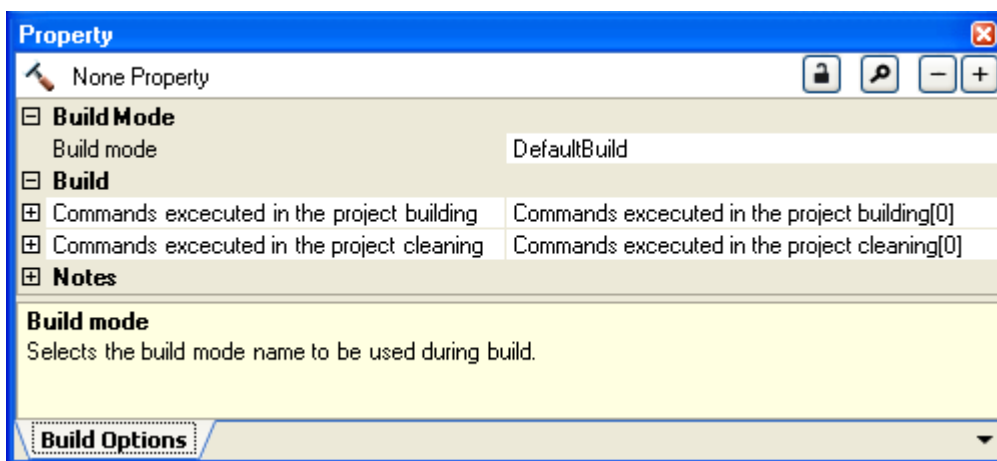 Property
None Property
Build Mode
Build mode DefaultBuild
Build
Commands excecuted in the project building Commands excecuted in the project building[0]
Commands excecuted in the project cleaning Commands excecuted in the project cleaning[0]
Notes
Build mode
Selects the build mode name to be used during build.
Build Options